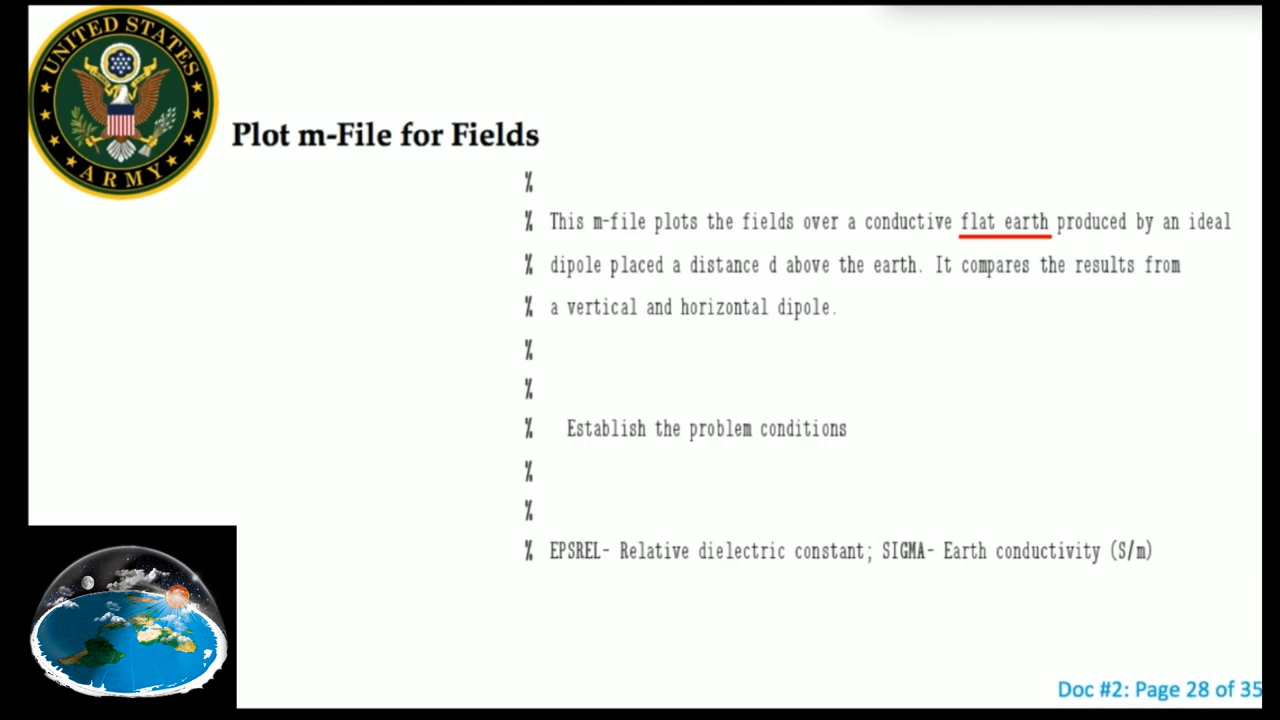 UNITED STATES
ARMY
Plot m-File for Fields
%
% This m-file plots the fields over a conductive flat earth produced by an ideal
% dipole placed a distance d above the earth. It compares the results from
% a vertical and horizontal dipole.
%
%
% Establish the problem conditions
%
%
% EPSREL- Relative dielectric constant; SIGMA- Earth conductivity (S/m)
Doc #2: Page 28 of 35